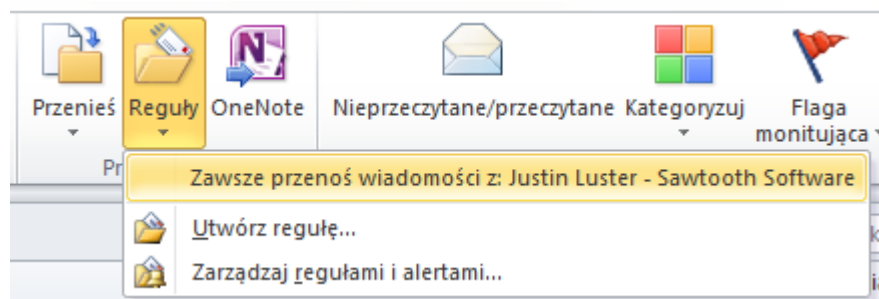 Przenieś Reguły OneNote Nieprzeczytane/przeczytane Kategoryzuj Flaga
monitująca
Pr
Zawsze przenoś wiadomości z: Justin Luster - Sawtooth Software
Utwórz regułę...
Zarządzaj regułami i alertami...